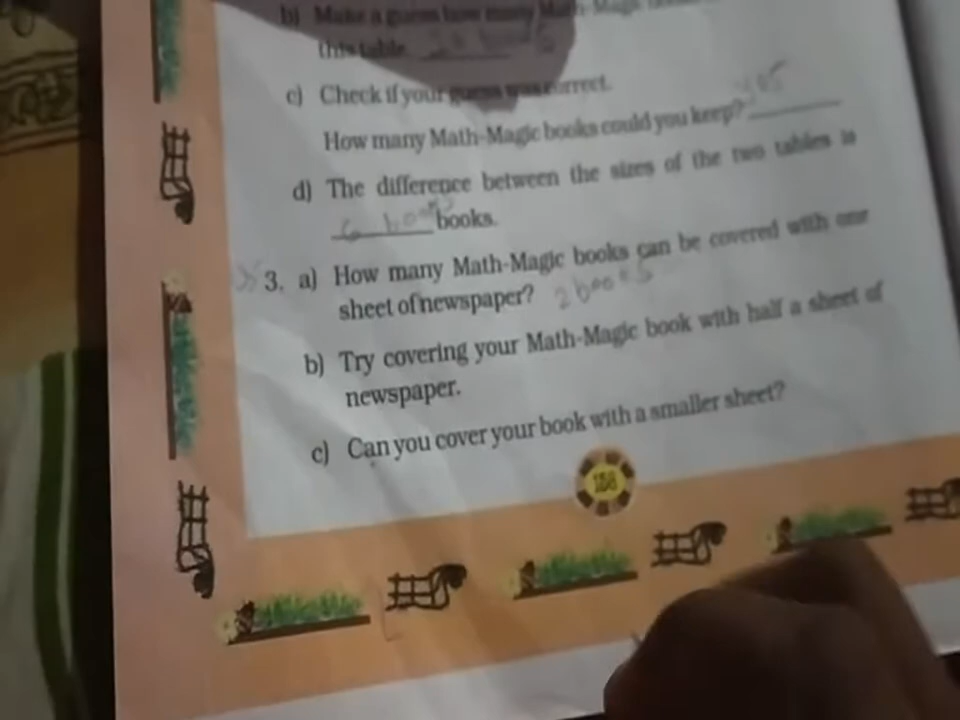 b) Make a guess how many Math-Magic
this table.
c) Check if your guess was correct.
How many Math-Magic books could you keep?
d) The difference between the sizes of the two tables is
6 books books.
3. a) How many Math-Magic books can be covered with one
sheet of newspaper? 2 books
b) Try covering your Math-Magic book with half a sheet of
newspaper.
c) Can you cover your book with a smaller sheet?
158